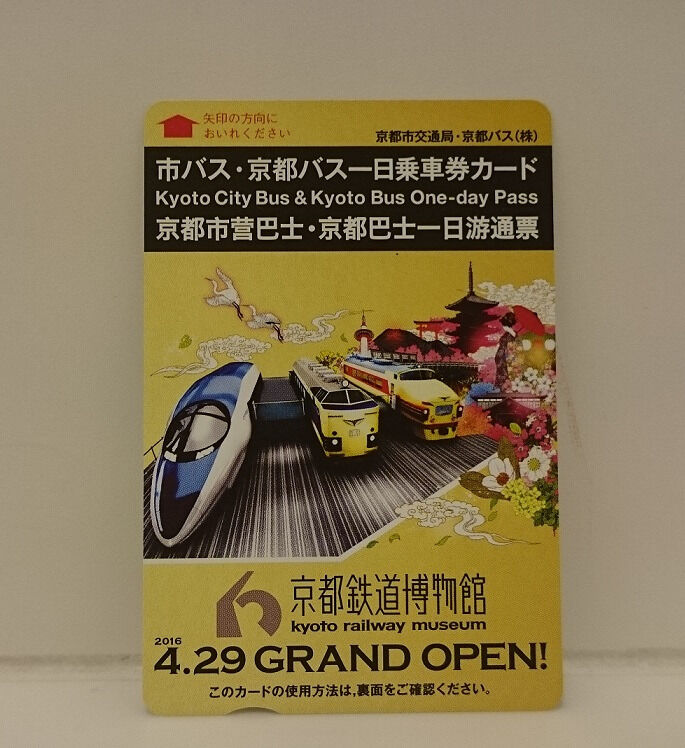 矢印の方向に
おいれください
京都市交通局・京都バス(株)
市バス・京都バス一日乗車券カード
Kyoto City Bus & Kyoto Bus One-day Pass
京都市营巴士・京都巴士一日游通票
京都鉄道博物館
kyoto railway museum
2016
4.29 GRAND OPEN!
このカードの使用方法は,裏面をご確認ください。